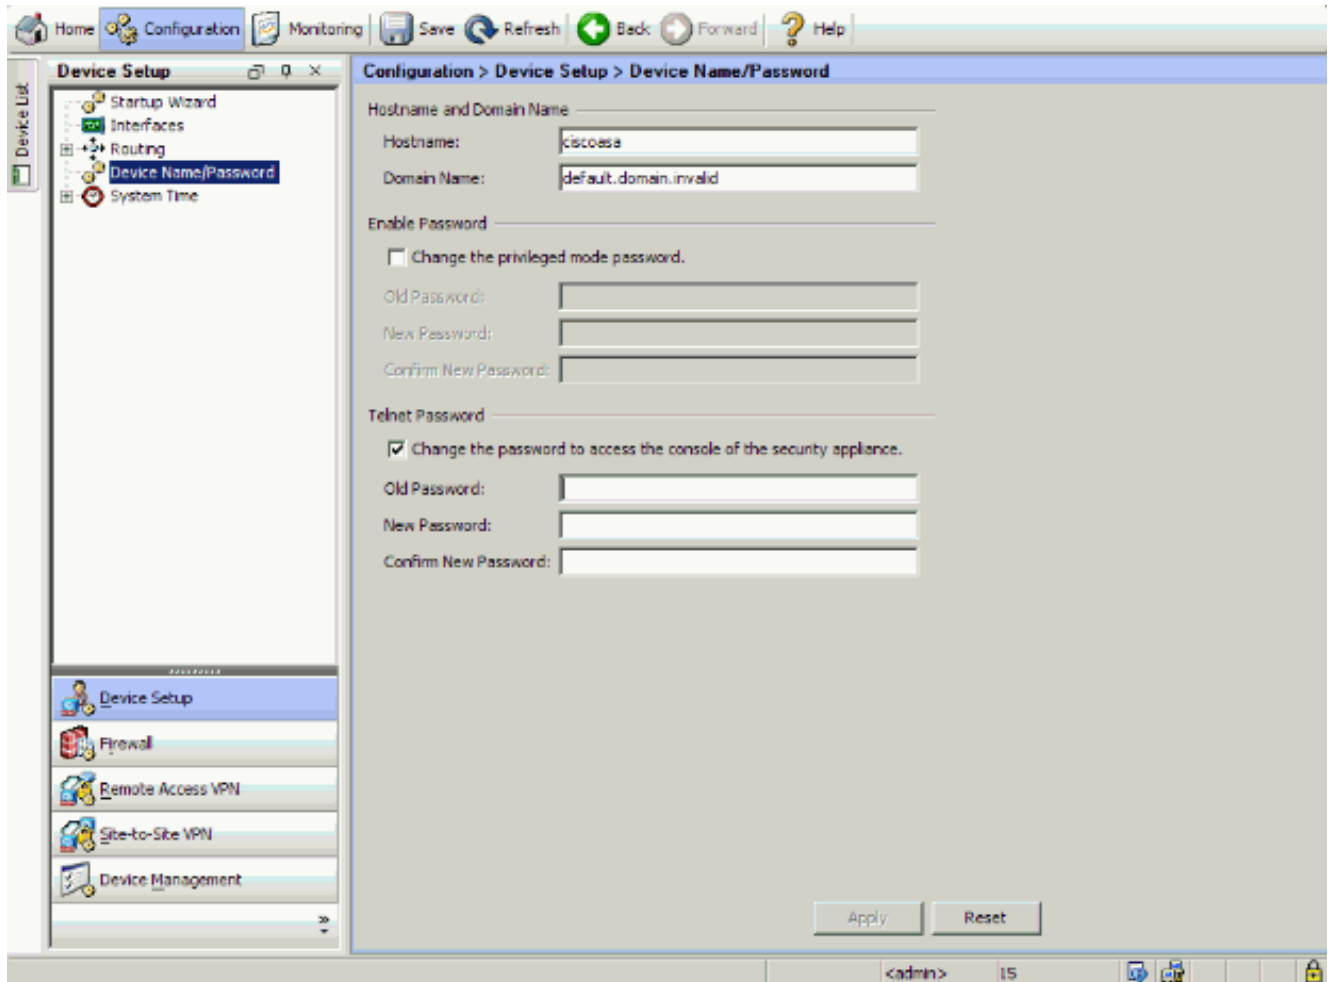 Home Configuration Monitoring Save Refresh Back Forward Help
Device List
Device Setup
Startup Wizard
Interfaces
Routing
Device Name/Password
System Time
Device Setup
Firewall
Remote Access VPN
Site-to-Site VPN
Device Management
Configuration > Device Setup > Device Name/Password
Hostname and Domain Name
Hostname: ciscoasa
Domain Name: default.domain.invalid
Enable Password
Change the privileged mode password.
Old Password:
New Password:
Confirm New Password:
Telnet Password
Change the password to access the console of the security appliance.
Old Password:
New Password:
Confirm New Password:
Apply Reset
<admin> 15